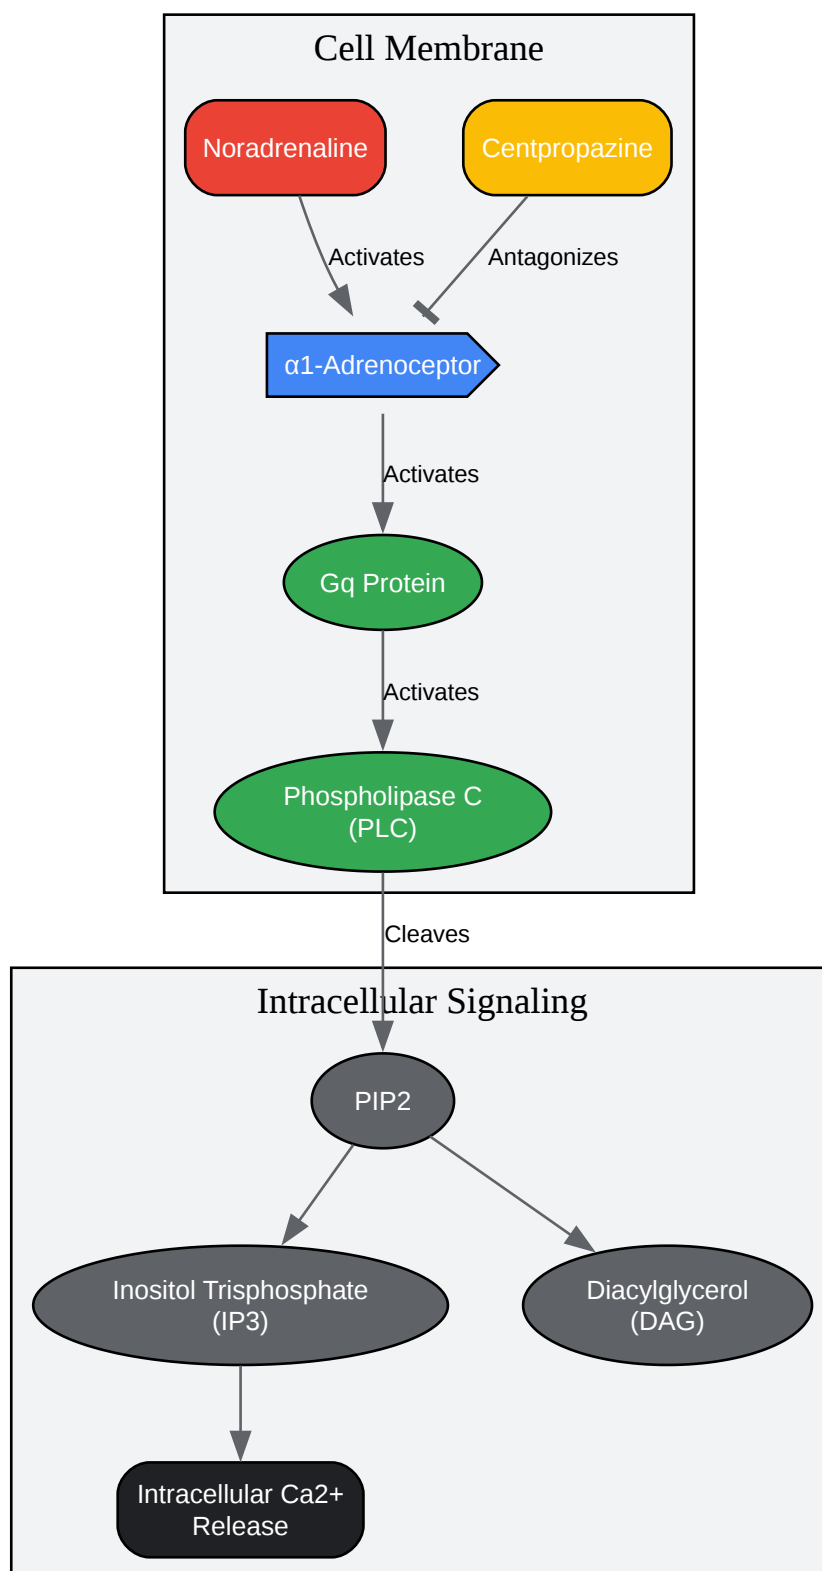 Cell Membrane
Noradrenaline
Centpropazine
Activates
Antagonizes
α1-Adrenoceptor
Activates
Gq Protein
Activates
Phospholipase C
(PLC)
Cleaves
Intracellular Signaling
PIP2
Inositol Trisphosphate
(IP3)
Diacylglycerol
(DAG)
Intracellular Ca2+
Release